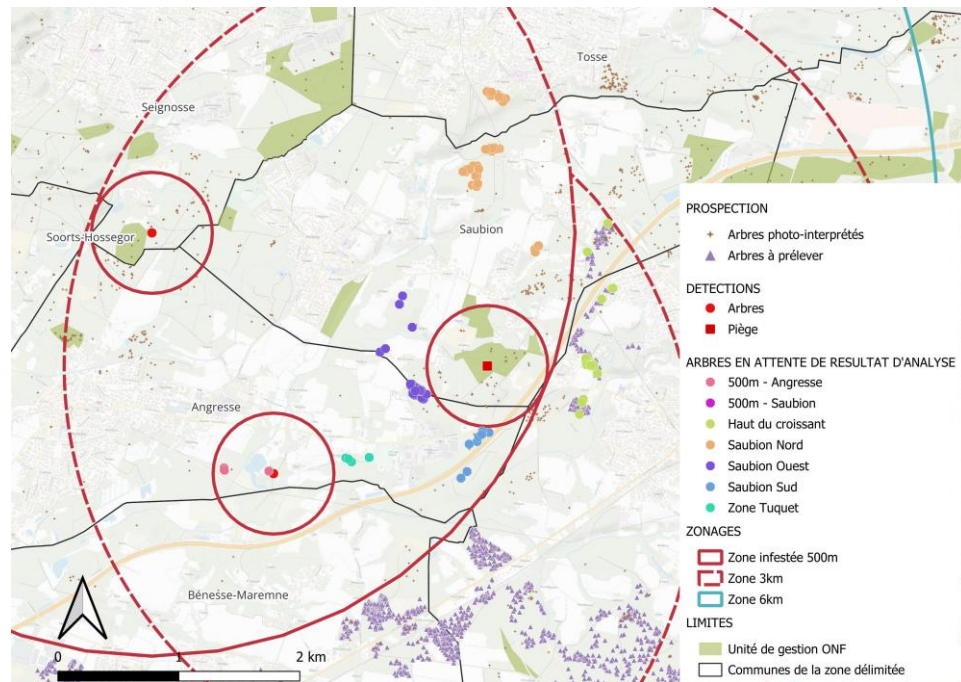 Tosse
Seignosse
Soorts-Hossegor
Saubion
Angresse
Bénesse-Maremne
0 1 2 km
PROSPECTION
Arbres photo-interprétés
Arbres à prélever
DETECTIONS
Arbres
Piège
ARBRES EN ATTENTE DE RESULTAT D'ANALYSE
500m - Angresse
500m - Saubion
Haut du croissant
Saubion Nord
Saubion Ouest
Saubion Sud
Zone Tuquet
ZONAGES
Zone infestée 500m
Zone 3km
Zone 6km
LIMITES
Unité de gestion ONF
Communes de la zone délimitée